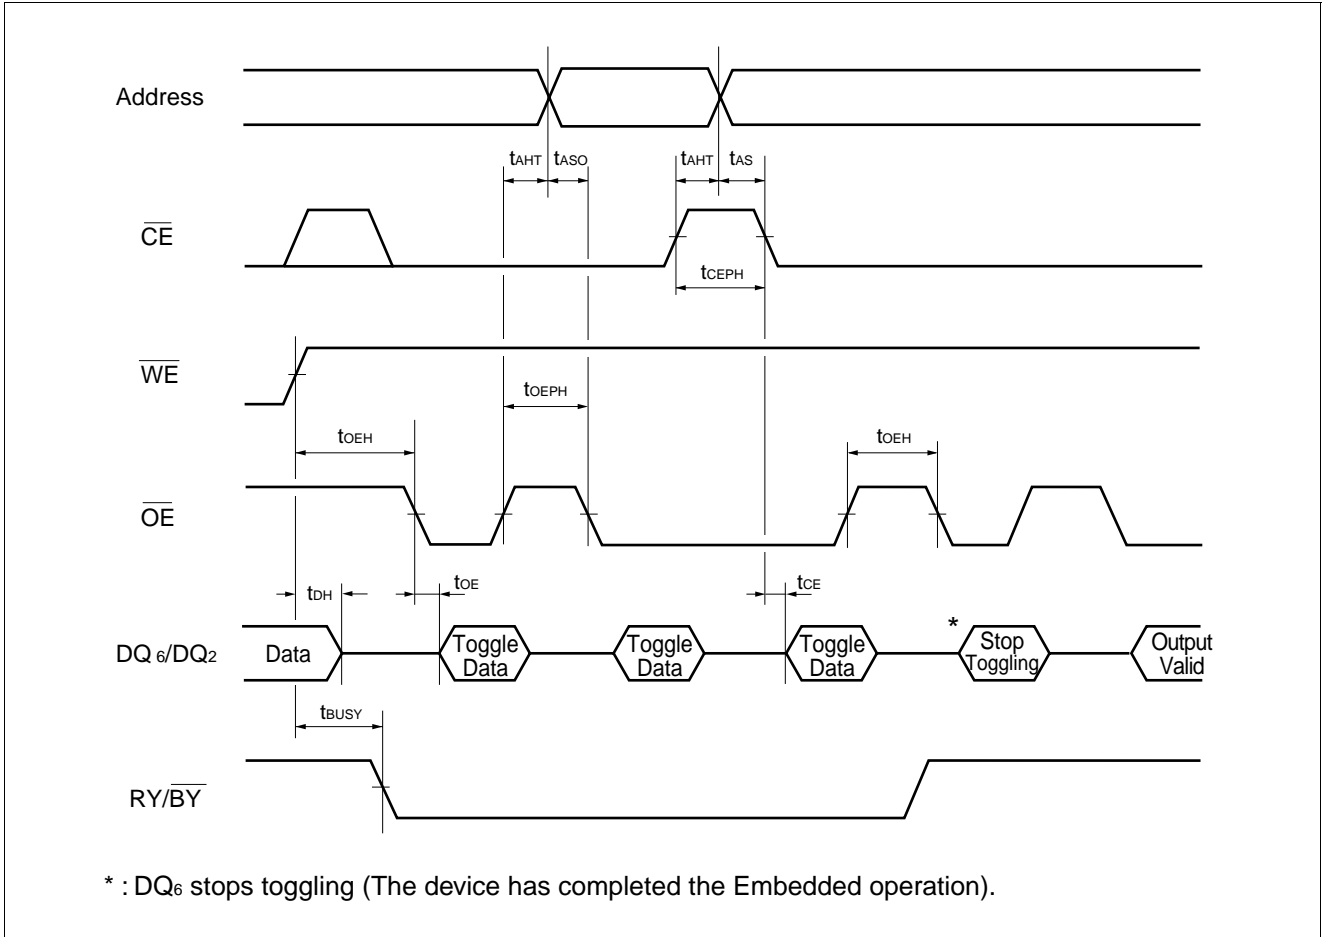 Address
tAHT tASO tAHT tAS
CE
tCEPH
WE
tOEPH
tOEH tOEH
OE
tDH tOE tCE
DQ6/DQ2 Data Toggle Data Toggle Data Toggle Data * Stop Toggling Output Valid
tBUSY
RY/BY
* : DQ6 stops toggling (The device has completed the Embedded operation).